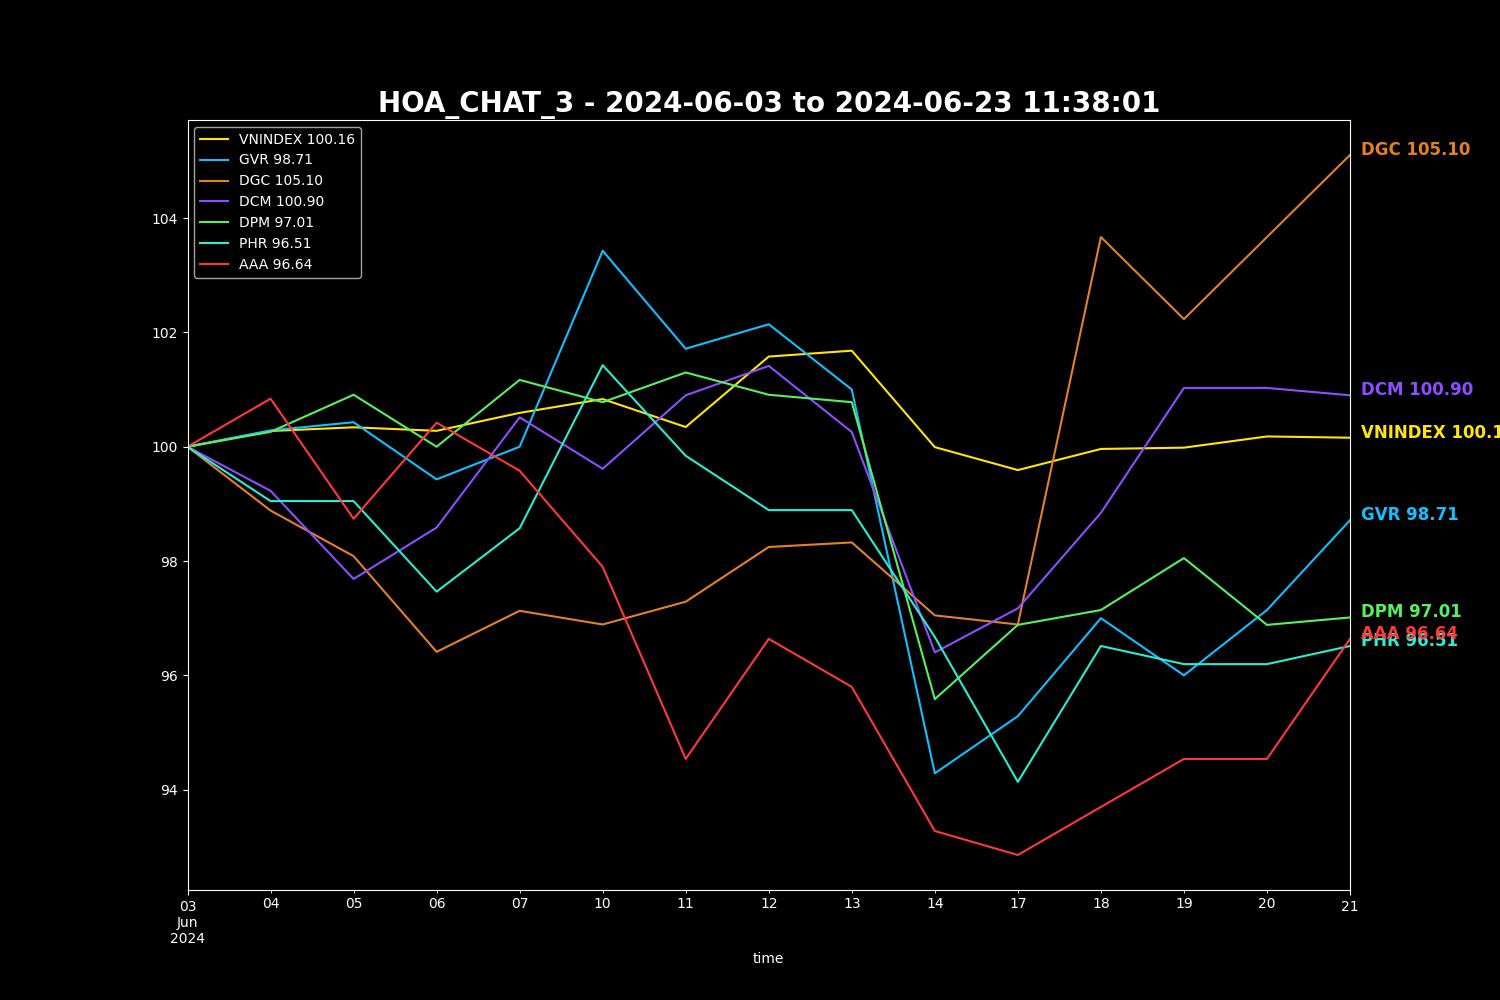 HOA_CHAT_3 - 2024-06-03 to 2024-06-23 11:38:01
VNINDEX 100.16
GVR 98.71
DGC 105.10
DCM 100.90
DPM 97.01
PHR 96.51
AAA 96.64
104
102
100
98
96
94
DGC 105.10
DCM 100.90
VNINDEX 100.1
GVR 98.71
DPM 97.01
AAA 96.64
PHR 96.51
03 04 05 06 07 10 11 12 13 14 17 18 19 20 21
Jun
2024
time